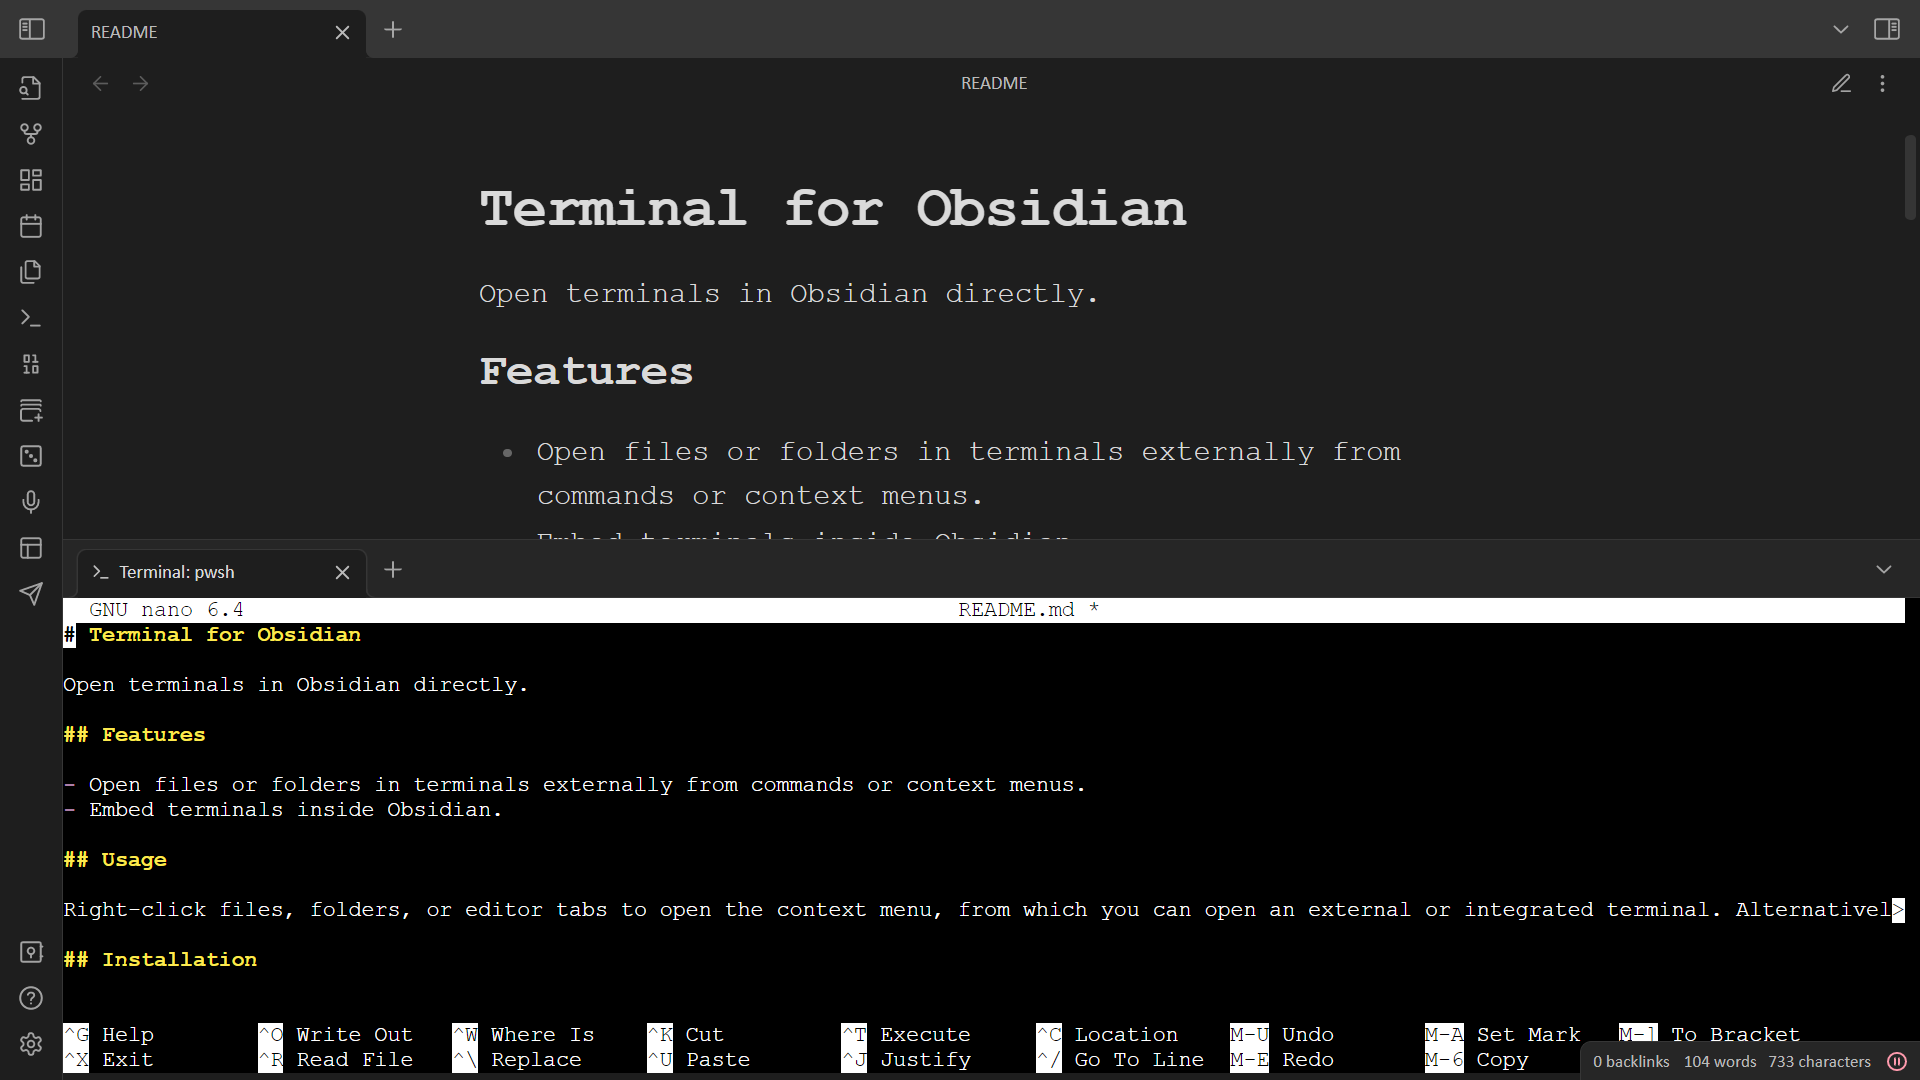 README
README
Terminal for Obsidian
Open terminals in Obsidian directly.
Features
• Open files or folders in terminals externally from
commands or context menus.
Embed terminals inside Obsidian.
Terminal: pwsh
GNU nano 6.4 README.md *
# Terminal for Obsidian
Open terminals in Obsidian directly.
## Features
- Open files or folders in terminals externally from commands or context menus.
- Embed terminals inside Obsidian.
## Usage
Right-click files, folders, or editor tabs to open the context menu, from which you can open an external or integrated terminal. Alternativel>
## Installation
^G Help ^O Write Out ^W Where Is ^K Cut ^T Execute ^C Location M-U Undo M-A Set Mark M-] To Bracket
^X Exit ^R Read File ^\ Replace ^U Paste ^J Justify ^/ Go To Line M-E Redo M-6 Copy
0 backlinks 104 words 733 characters